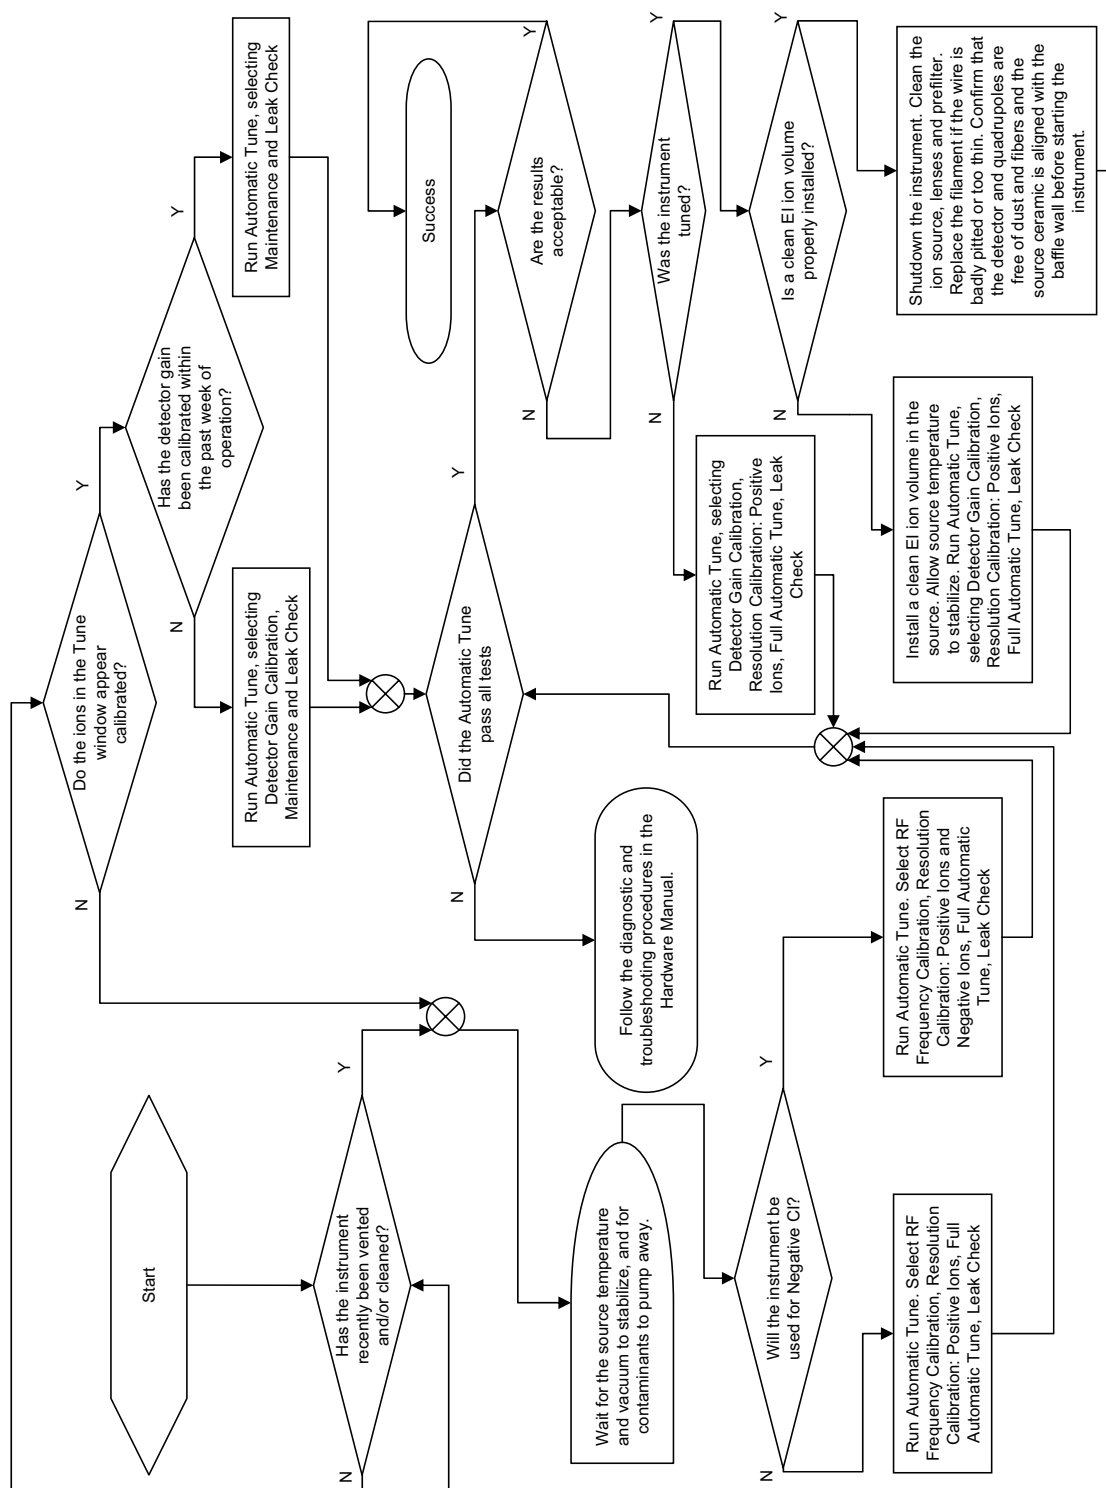 Start
Has the instrument
recently been vented
and/or cleaned?
N
Y
Do the ions in the Tune
window appear
calibrated?
N
Y
Has the detector gain
been calibrated within
the past week of
operation?
N
Y
Run Automatic Tune, selecting
Detector Gain Calibration,
Maintenance and Leak Check
Run Automatic Tune, selecting
Maintenance and Leak Check
Did the Automatic Tune
pass all tests
N
Y
Follow the diagnostic and
troubleshooting procedures in the
Hardware Manual.
Success
Are the results
acceptable?
N
Y
Was the instrument
tuned?
N
Y
Is a clean EI ion volume
properly installed?
N
Y
Run Automatic Tune, selecting
Detector Gain Calibration,
Resolution Calibration: Positive
Ions, Full Automatic Tune, Leak
Check
Install a clean EI ion volume in the
source. Allow source temperature
to stabilize. Run Automatic Tune,
selecting Detector Gain Calibration,
Resolution Calibration: Positive Ions,
Full Automatic Tune, Leak Check
Shutdown the instrument. Clean the
ion source, lenses and prefilter.
Replace the filament if the wire is
badly pitted or too thin. Confirm that
the detector and quadrupoles are
free of dust and fibers and the
source ceramic is aligned with the
baffle wall before starting the
instrument.
Wait for the source temperature
and vacuum to stabilize, and for
contaminants to pump away.
Will the instrument be
used for Negative CI?
N
Y
Run Automatic Tune. Select RF
Frequency Calibration, Resolution
Calibration: Positive Ions, Full
Automatic Tune, Leak Check
Run Automatic Tune. Select RF
Frequency Calibration, Resolution
Calibration: Positive Ions and
Negative Ions, Full Automatic
Tune, Leak Check